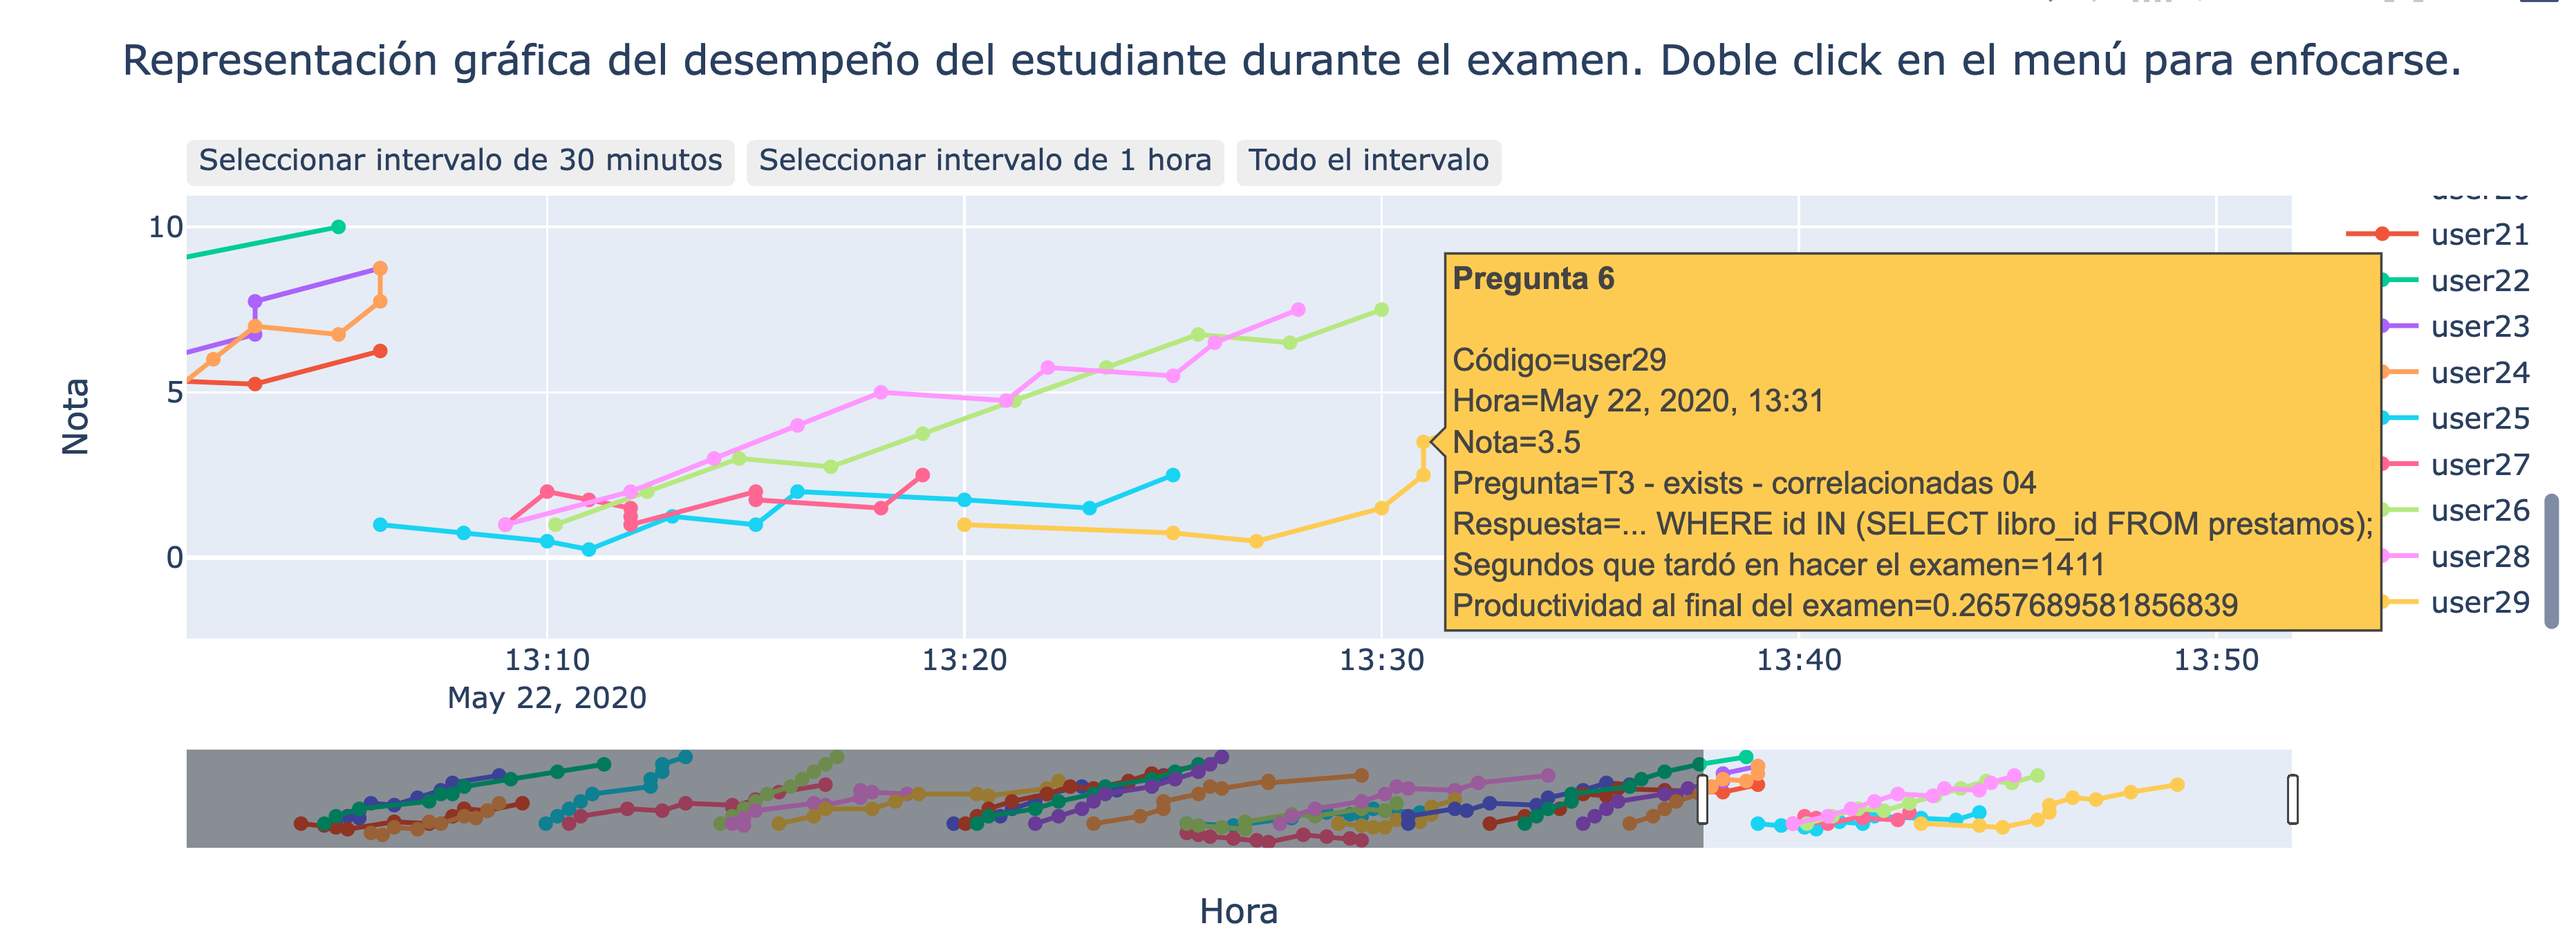 Representación gráfica del desempeño del estudiante durante el examen. Doble click en el menú para enfocarse.
Seleccionar intervalo de 30 minutos
Seleccionar intervalo de 1 hora
Todo el intervalo
10
5
0
Nota
Pregunta 6
Código=user29
Hora=May 22, 2020, 13:31
Nota=3.5
Pregunta=T3 - exists - correlacionadas 04
Respuesta=... WHERE id IN (SELECT libro_id FROM prestamos);
Segundos que tardó en hacer el examen=1411
Productividad al final del examen=0.2657689581856839
user21
user22
user23
user24
user25
user27
user26
user28
user29
13:10
13:20
13:30
13:40
13:50
May 22, 2020
Hora